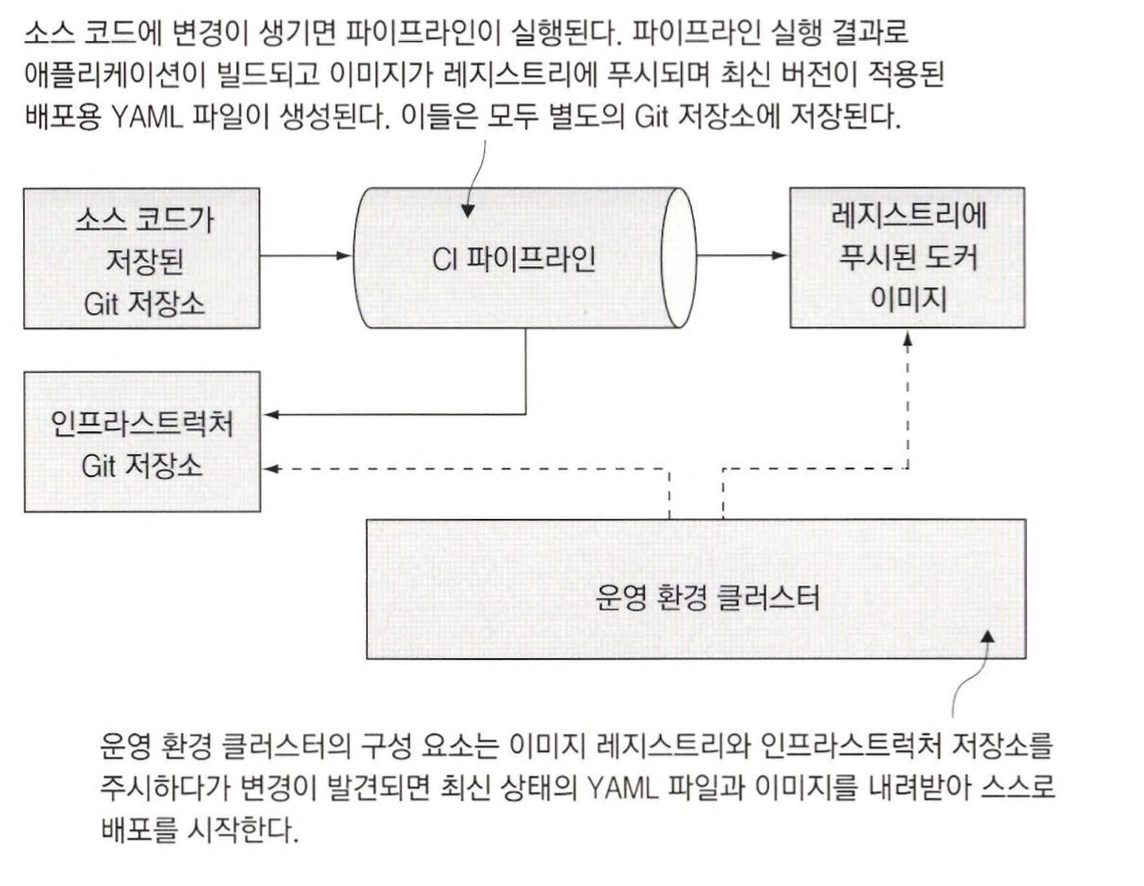 소스 코드에 변경이 생기면 파이프라인이 실행된다. 파이프라인 실행 결과로
애플리케이션이 빌드되고 이미지가 레지스트리에 푸시되며 최신 버전이 적용된
배포용 YAML 파일이 생성된다. 이들은 모두 별도의 Git 저장소에 저장된다.
소스 코드가
저장된
Git 저장소
CI 파이프라인
레지스트리에
푸시된 도커
이미지
인프라스트럭처
Git 저장소
운영 환경 클러스터
운영 환경 클러스터의 구성 요소는 이미지 레지스트리와 인프라스트럭처 저장소를
주시하다가 변경이 발견되면 최신 상태의 YAML 파일과 이미지를 내려받아 스스로
배포를 시작한다.